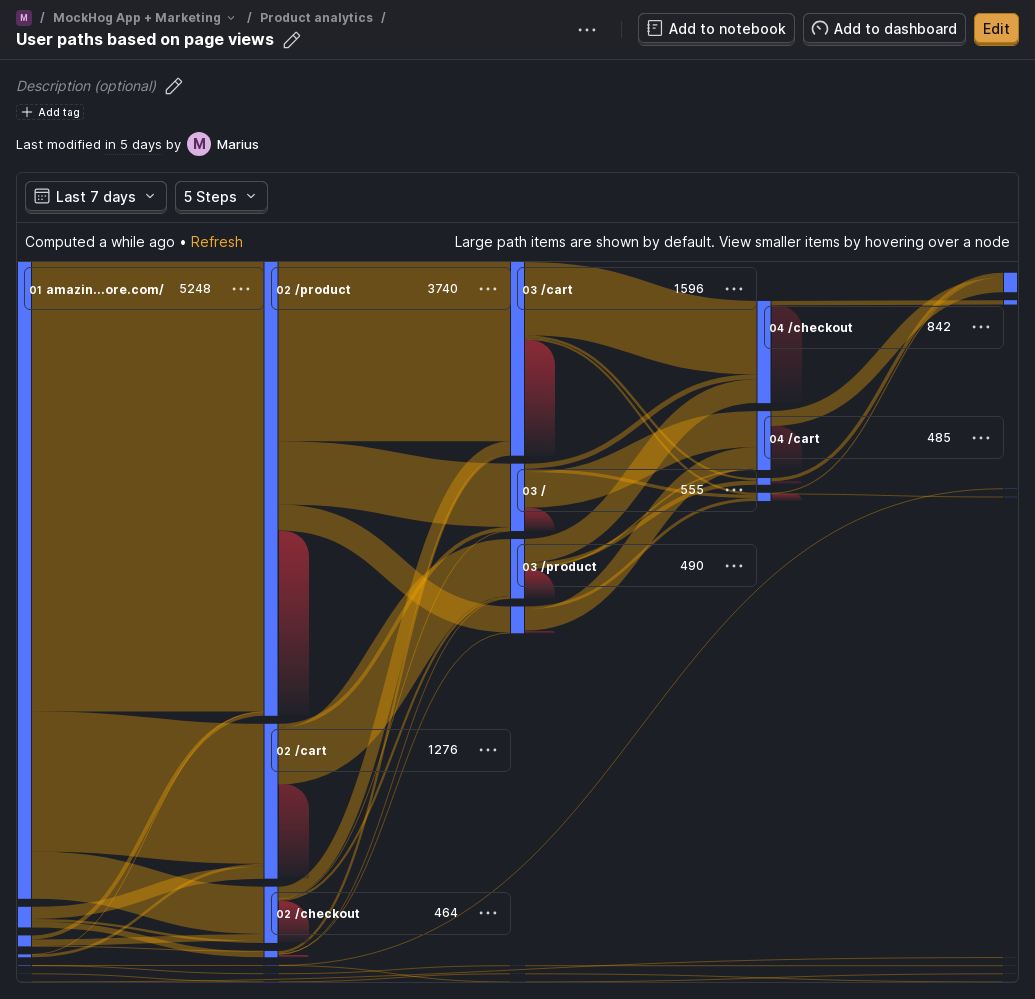 M / MockHog App + Marketing / Product analytics /
User paths based on page views
Add to notebook
Add to dashboard
Edit
Description (optional)
Add tag
Last modified in 5 days by M Marius
Last 7 days
5 Steps
Computed a while ago • Refresh
Large path items are shown by default. View smaller items by hovering over a node
01 amazin...ore.com/ 5248
02 /product 3740
03 /cart 1596
04 /checkout 842
04 /cart 485
03 / 555
03 /product 490
02 /cart 1276
02 /checkout 464